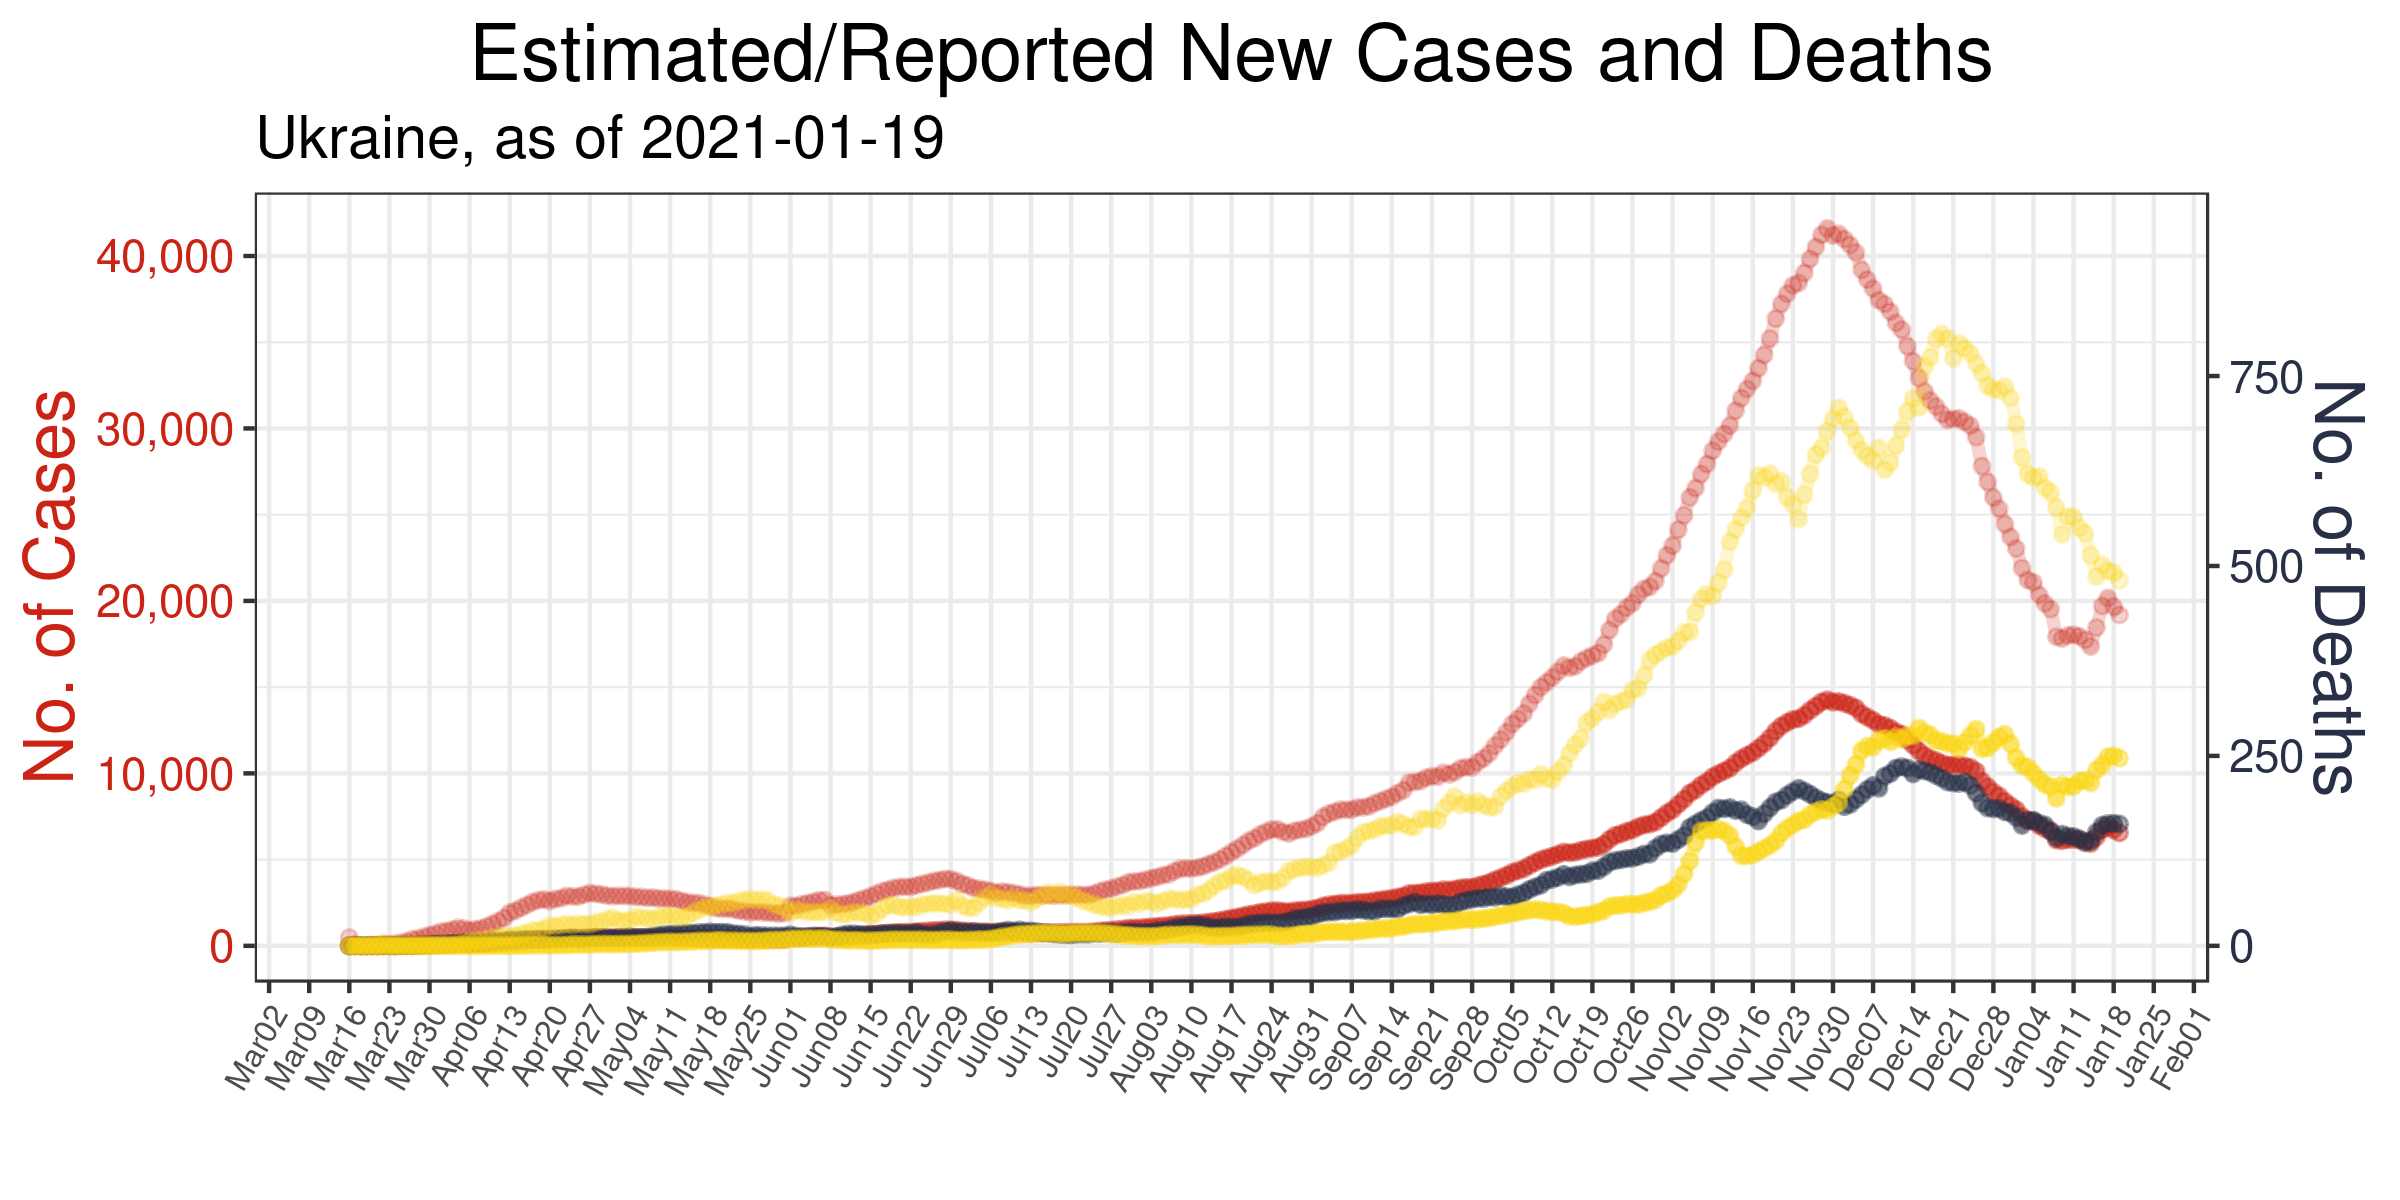 Estimated/Reported New Cases and Deaths
Ukraine, as of 2021-01-19
No. of Cases
40,000
30,000
20,000
10,000
0
750
500
250
0
No. of Deaths
Mar02 Mar09 Mar16 Mar23 Mar30 Apr06 Apr13 Apr20 Apr27 May04 May11 May18 May25 Jun01 Jun08 Jun15 Jun22 Jun29 Jul06 Jul13 Jul20 Jul27 Aug03 Aug10 Aug17 Aug24 Aug31 Sep07 Sep14 Sep21 Sep28 Oct05 Oct12 Oct19 Oct26 Nov02 Nov09 Nov16 Nov23 Nov30 Dec07 Dec14 Dec21 Dec28 Jan04 Jan11 Jan18 Jan25 Feb01